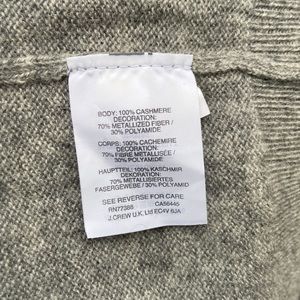 BODY: 100% CASHMERE
DECORATION:
70% METALLIZED FIBER /
30% POLYAMIDE
CORPS: 100% CACHEMIRE
DÉCORATION:
70% FIBRE MÉTALLISÉE /
30% POLYAMIDE
HAUPTTEIL: 100% KASCHMIR
DEKORATION:
70% METALLISIERTES
FASERGEWEBE / 30% POLYAMID
SEE REVERSE FOR CARE
RN77388 CA56445
J.CREW U.K, Ltd EC4V 6JA